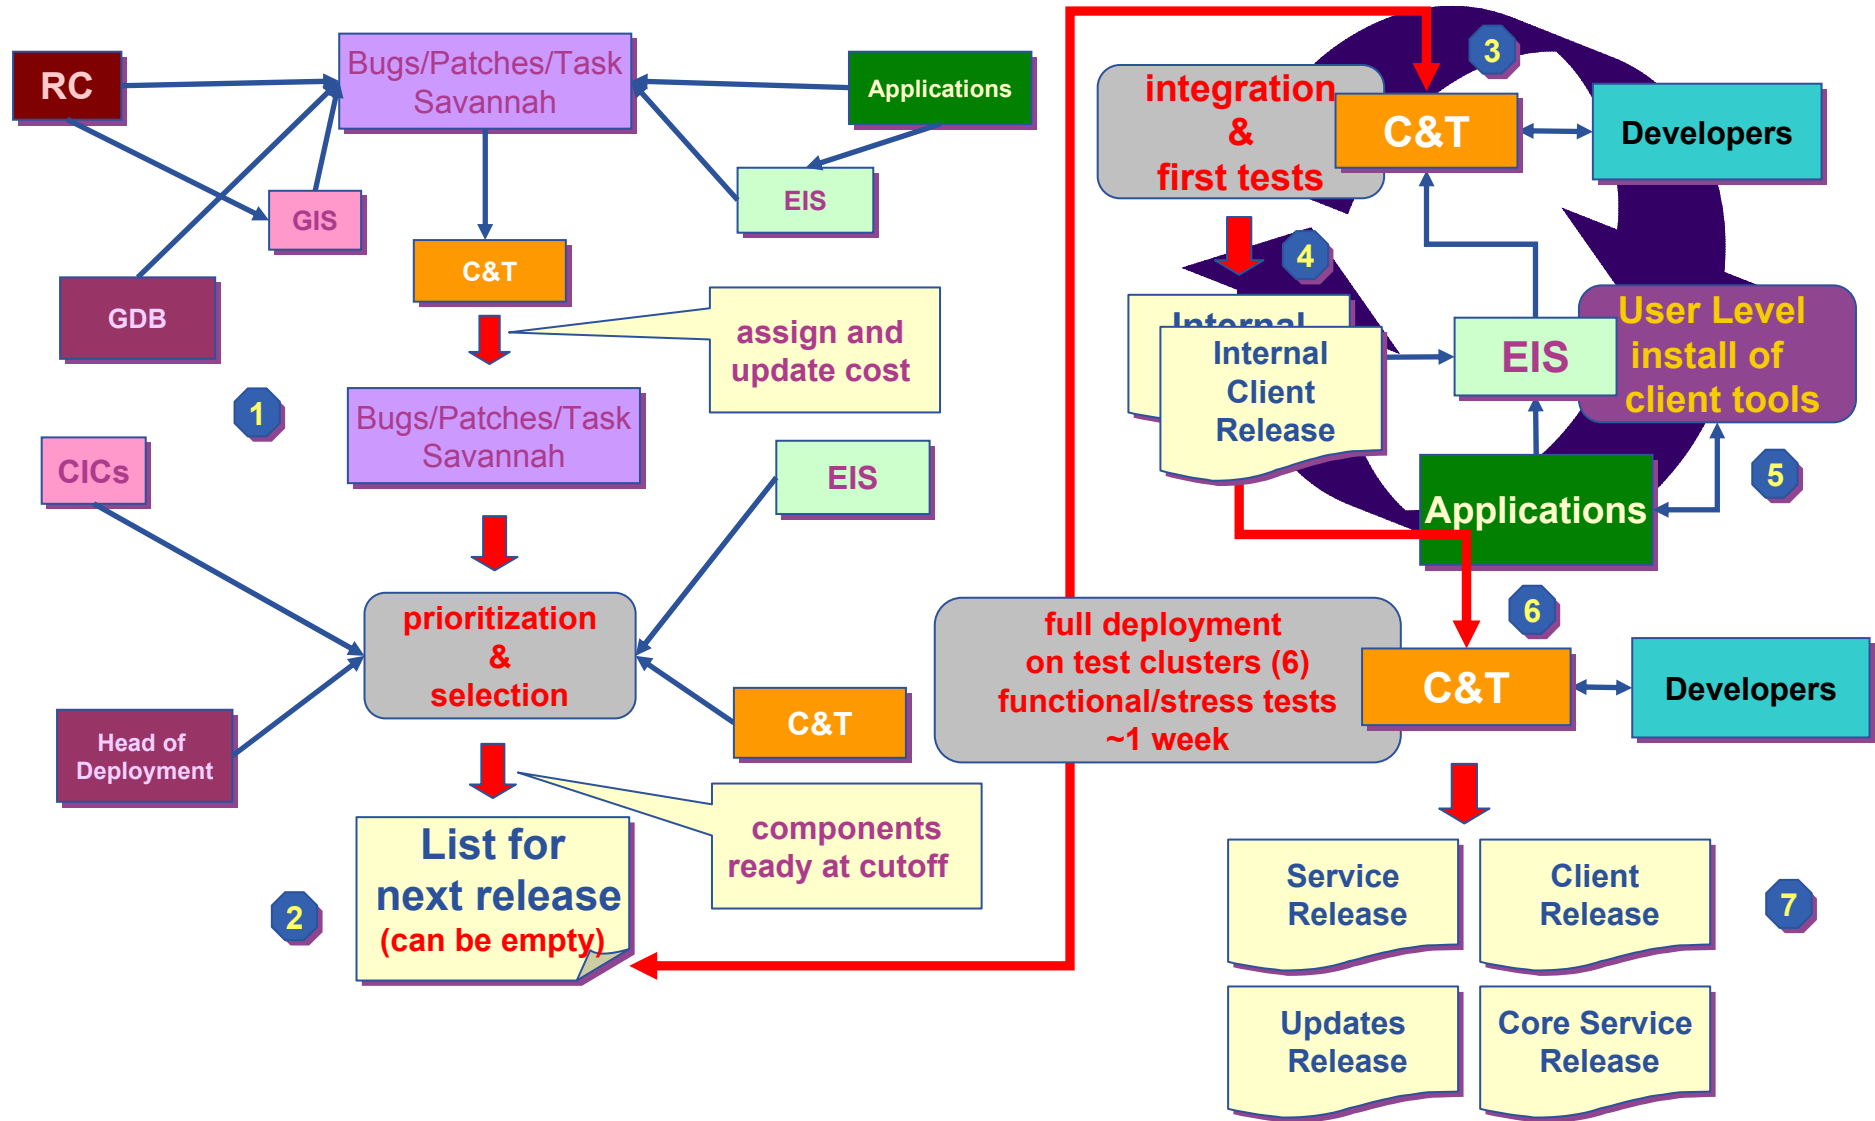 RC
Bugs/Patches/Task
Savannah
Applications
GIS
EIS
C&T
GDB
assign and
update cost
1
Bugs/Patches/Task
Savannah
CICs
EIS
prioritization
&
selection
Head of
Deployment
C&T
List for
next release
(can be empty)
components
ready at cutoff
2
3
integration
&
first tests
C&T
Developers
4
Internal
Internal
Client
Release
EIS
User Level
install of
client tools
5
Applications
6
full deployment
on test clusters (6)
functional/stress tests
~1 week
C&T
Developers
Service
Release
Client
Release
7
Updates
Release
Core Service
Release